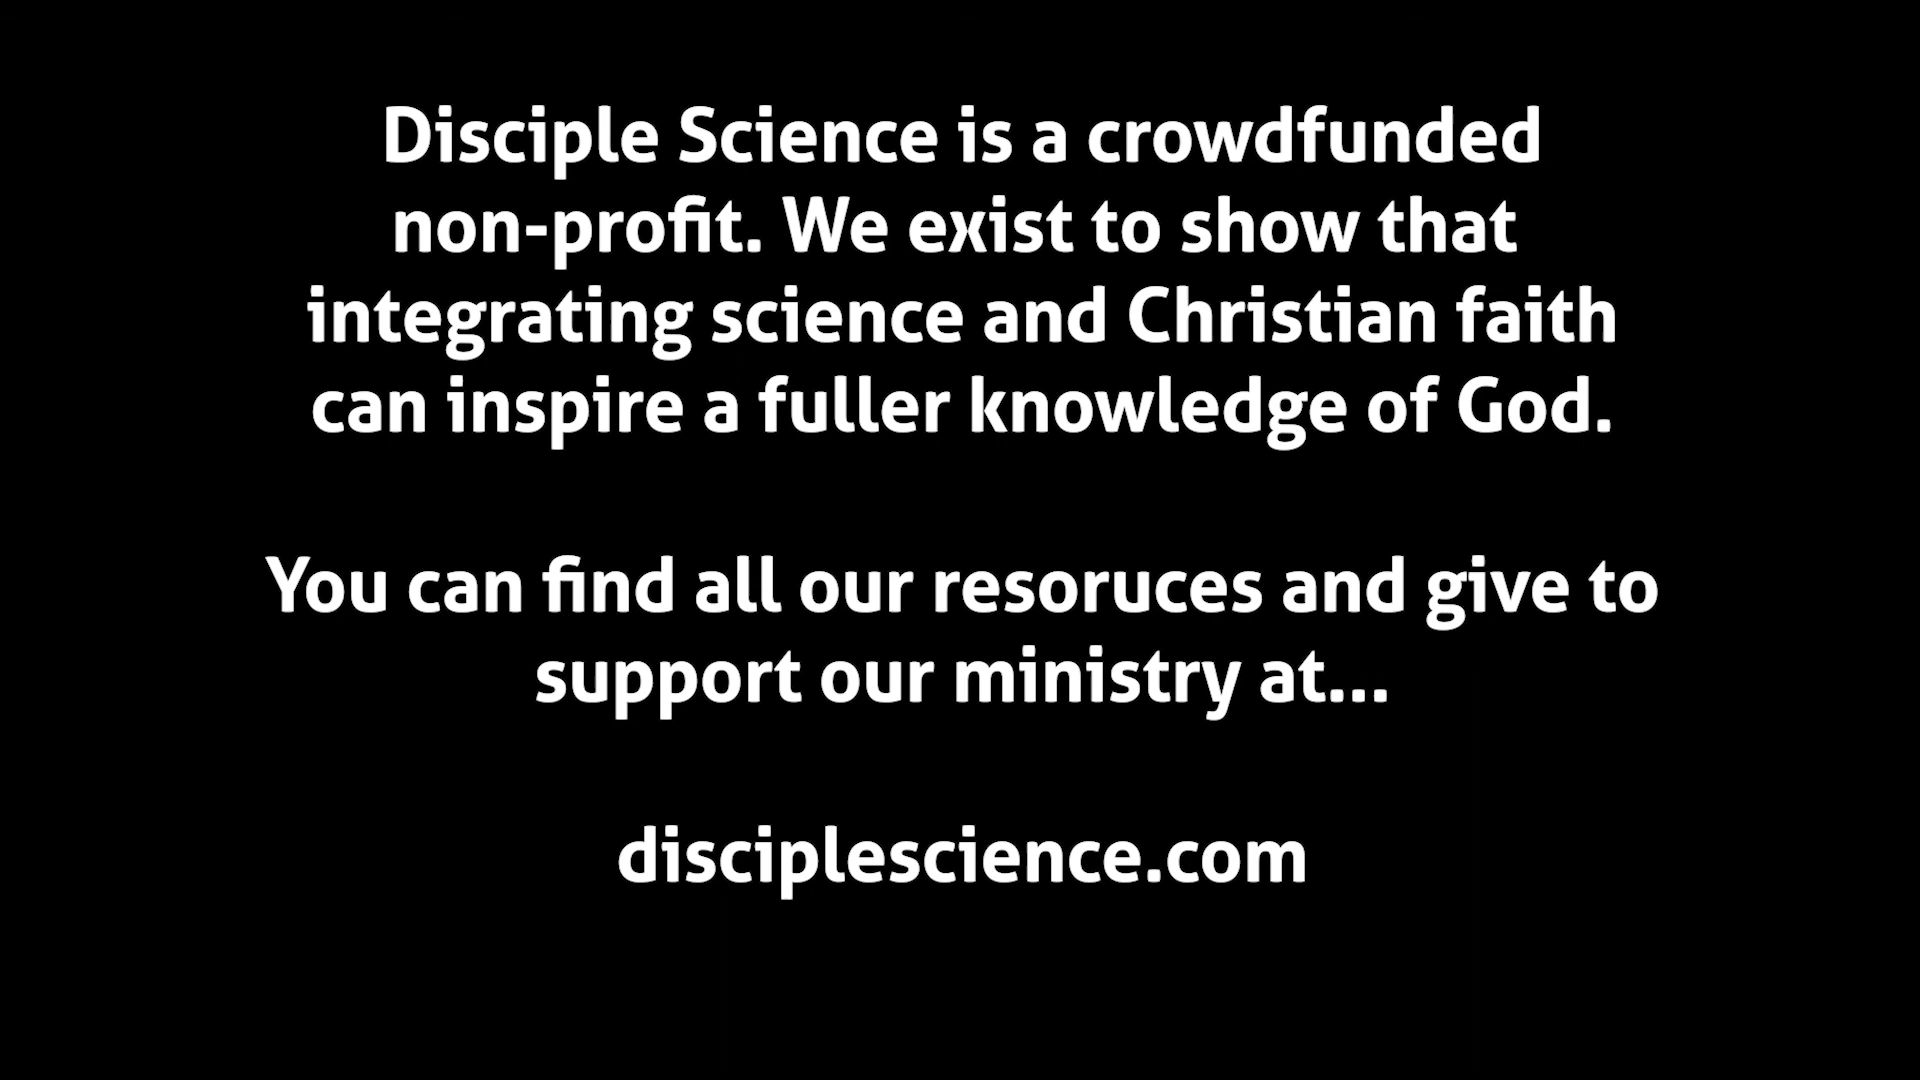 Disciple Science is a crowdfunded
non-profit. We exist to show that
integrating science and Christian faith
can inspire a fuller knowledge of God.
You can find all our resoruces and give to
support our ministry at...
disciplescience.com